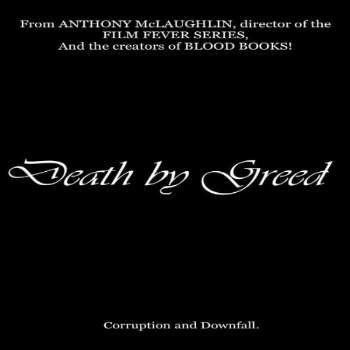 From ANTHONY McLAUGHLIN, director of the
FILM FEVER SERIES,
And the creators of BLOOD BOOKS!
Death by Greed
Corruption and Downfall.